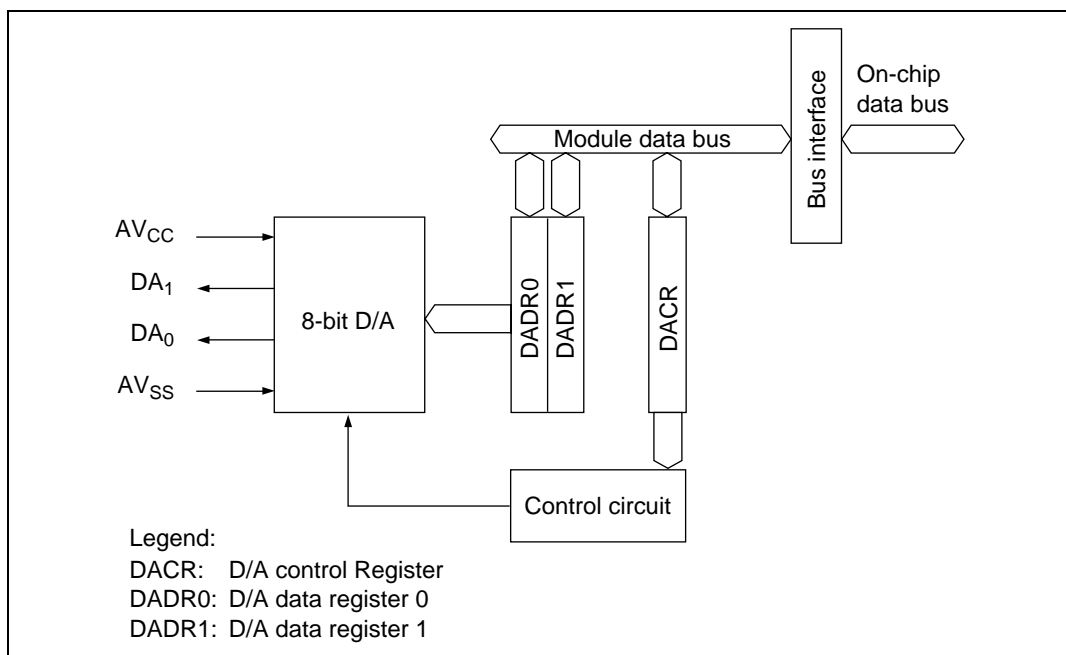 On-chip
data bus
Bus interface
Module data bus
AVCC
DA1
DA0
AVSS
8-bit D/A
DADR0
DADR1
DACR
Control circuit
Legend:
DACR: D/A control Register
DADR0: D/A data register 0
DADR1: D/A data register 1